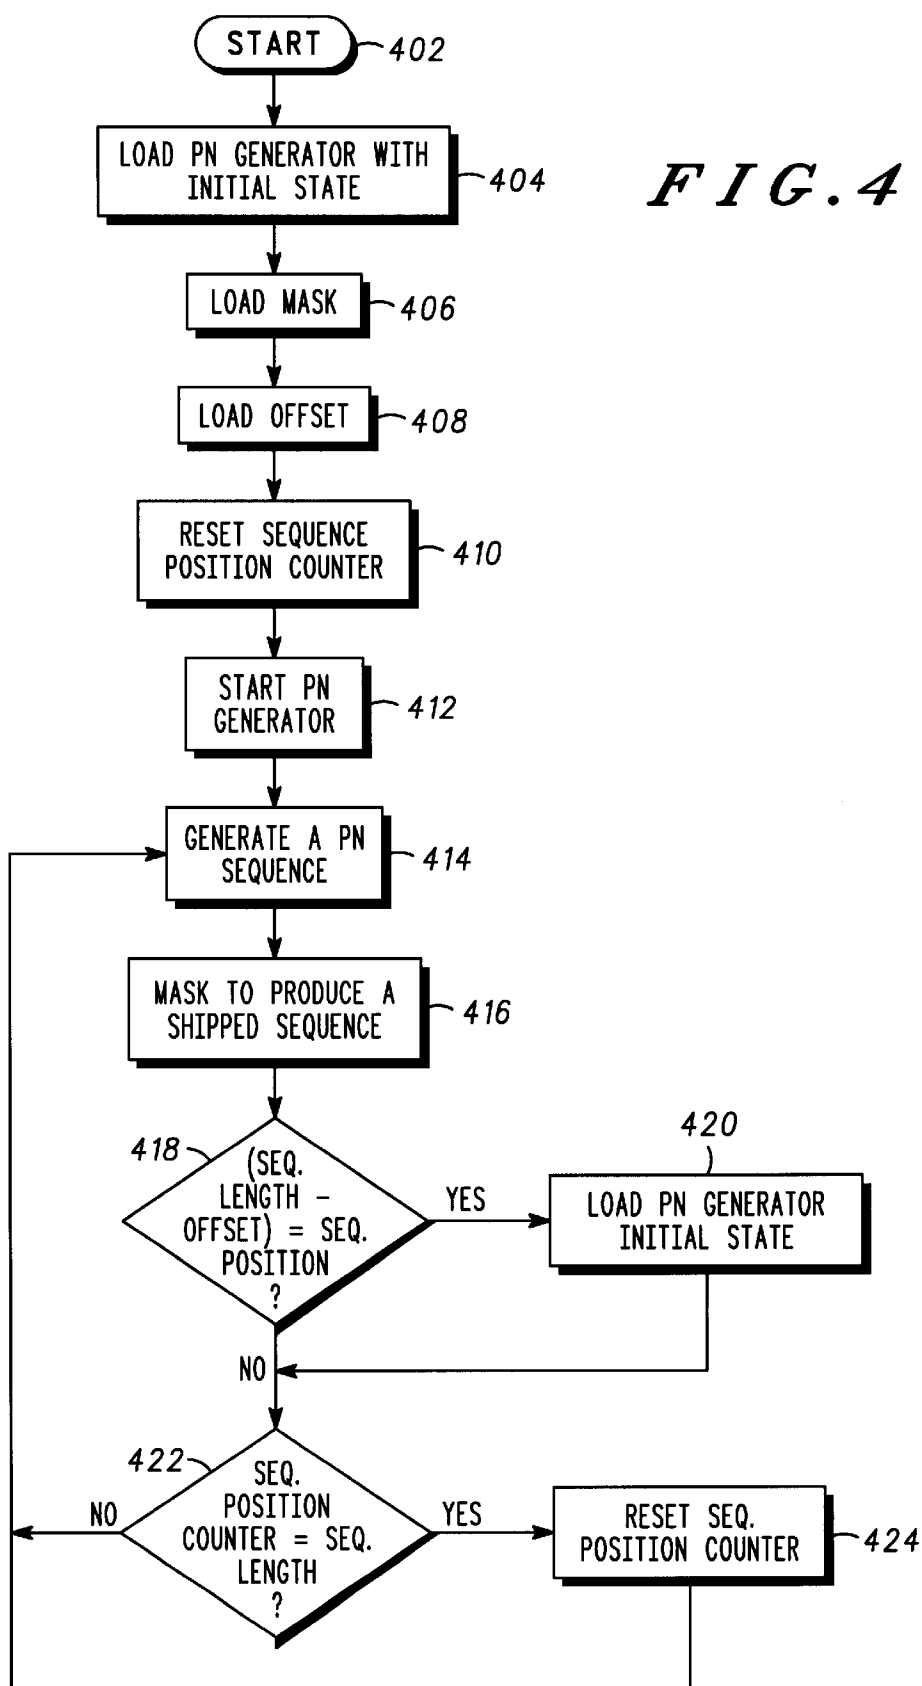 START
402
LOAD PN GENERATOR WITH
INITIAL STATE
404
FIG.4
LOAD MASK
406
LOAD OFFSET
408
RESET SEQUENCE
POSITION COUNTER
410
START PN
GENERATOR
412
GENERATE A PN
SEQUENCE
414
MASK TO PRODUCE A
SHIPPED SEQUENCE
416
418
(SEQ.
LENGTH -
OFFSET) = SEQ.
POSITION
?
YES
420
LOAD PN GENERATOR
INITIAL STATE
NO
422
SEQ.
POSITION
COUNTER = SEQ.
LENGTH
?
NO
YES
RESET SEQ.
POSITION COUNTER
424